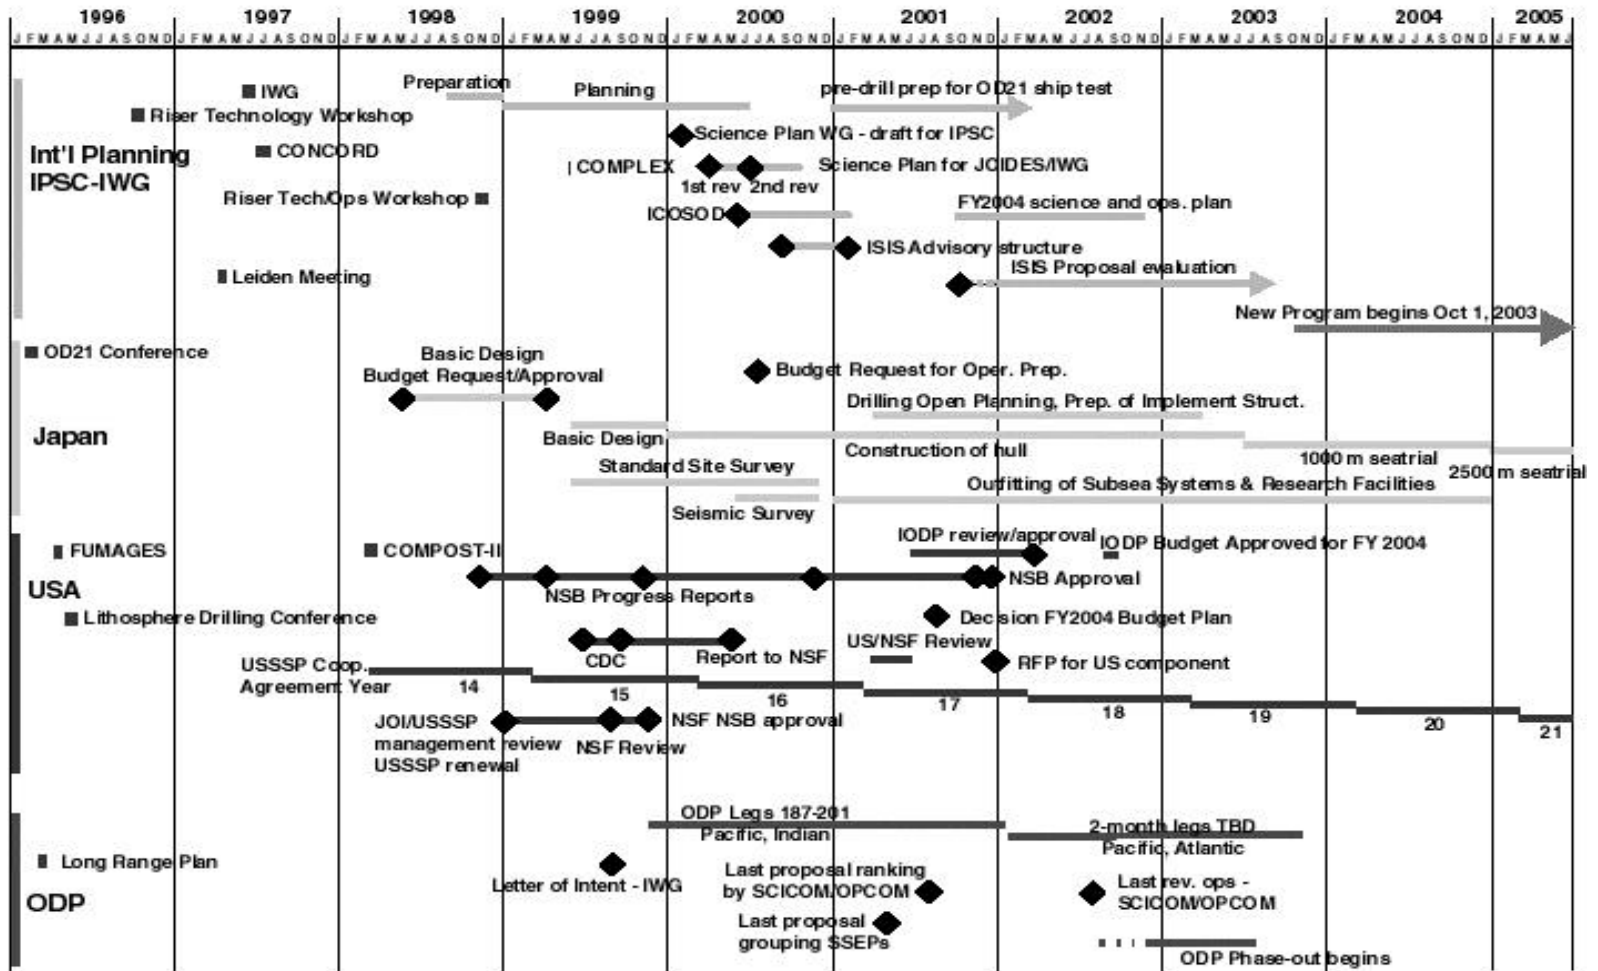 1996 1997 1998 1999 2000 2001 2002 2003 2004 2005
J F M A M J J A S O N D J F M A M J J A S O N D J F M A M J J A S O N D J F M A M J J A S O N D J F M A M J J A S O N D J F M A M J J A S O N D J F M A M J J A S O N D J F M A M J J A S O N D J F M A M J J A S O N D J F M A M J
Int'l Planning
IPSC-IWG
IWG
Riser Technology Workshop
CONCORD
Riser Tech/Ops Workshop
Leiden Meeting
Preparation
Planning
pre-drill prep for OD21 ship test
Science Plan WG - draft for IPSC
COMPLEX
Science Plan for JOIDES/IWG
1st rev 2nd rev
ICOSOD
FY2004 science and ops. plan
ISIS Advisory structure
ISIS Proposal evaluation
New Program begins Oct 1, 2003
Japan
OD21 Conference
Basic Design
Budget Request/Approval
Budget Request for Oper. Prep.
Drilling Open Planning, Prep. of Implement Struct.
Basic Design
Construction of hull
1000 m seatrial
2500 m seatrial
Standard Site Survey
Outfitting of Subsea Systems & Research Facilities
Seismic Survey
USA
FUMAGES
COMPOST-II
IODP review/approval
IODP Budget Approved for FY 2004
NSB Approval
NSB Progress Reports
Lithosphere Drilling Conference
Decision FY2004 Budget Plan
US/NSF Review
CDC
Report to NSF
RFP for US component
USSSP Coop.
Agreement Year
14 15 16 17 18 19 20 21
JOI/USSSP
management review
USSSP renewal
NSF Review
NSF NSB approval
ODP
ODP Legs 187-201
Pacific, Indian
2-month legs TBD
Pacific, Atlantic
Long Range Plan
Letter of Intent - IWG
Last proposal ranking
by SCICOM/OPCOM
Last rev. ops -
SCICOM/OPCOM
Last proposal
grouping SSEPs
ODP Phase-out begins